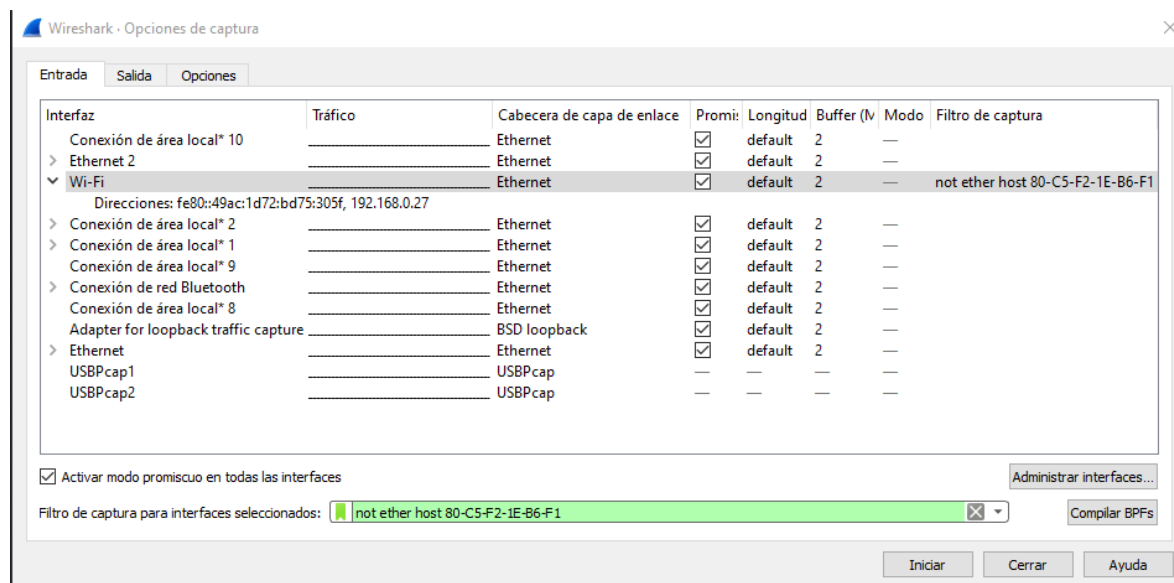 Wireshark · Opciones de captura
Entrada Salida Opciones
Interfaz Tráfico Cabecera de capa de enlace Promis Longitud Buffer (M Modo Filtro de captura
Conexión de área local* 10 Ethernet default 2 —
Ethernet 2 Ethernet default 2 —
Wi-Fi Ethernet default 2 — not ether host 80-C5-F2-1E-B6-F1
Direcciones: fe80::49ac:1d72:bd75:305f, 192.168.0.27
Conexión de área local* 2 Ethernet default 2 —
Conexión de área local* 1 Ethernet default 2 —
Conexión de área local* 9 Ethernet default 2 —
Conexión de red Bluetooth Ethernet default 2 —
Conexión de área local* 8 Ethernet default 2 —
Adapter for loopback traffic capture BSD loopback default 2 —
Ethernet Ethernet default 2 —
USBPcap1 USBPcap — — — —
USBPcap2 USBPcap — — — —
Activar modo promiscuo en todas las interfaces Administrar interfaces...
Filtro de captura para interfaces seleccionados: not ether host 80-C5-F2-1E-B6-F1 Compilar BPFs
Iniciar Cerrar Ayuda